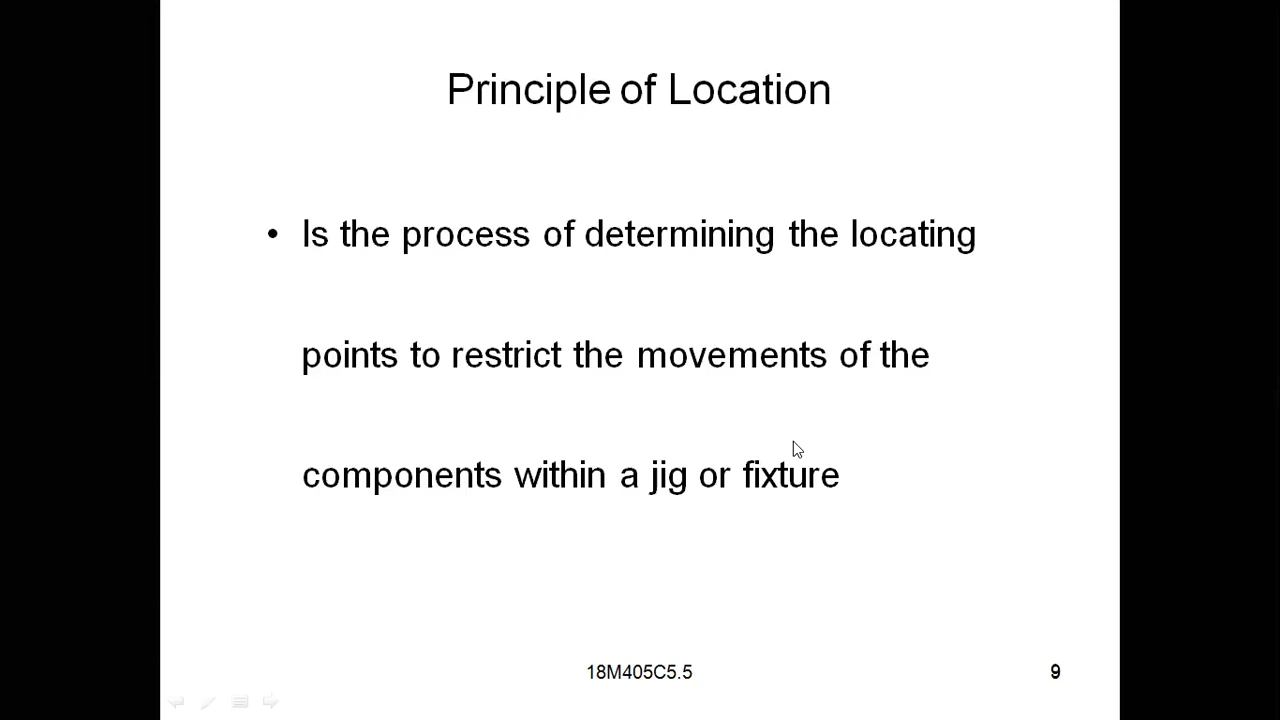 Principle of Location
• Is the process of determining the locating
points to restrict the movements of the
components within a jig or fixture
18M405C5.5
9